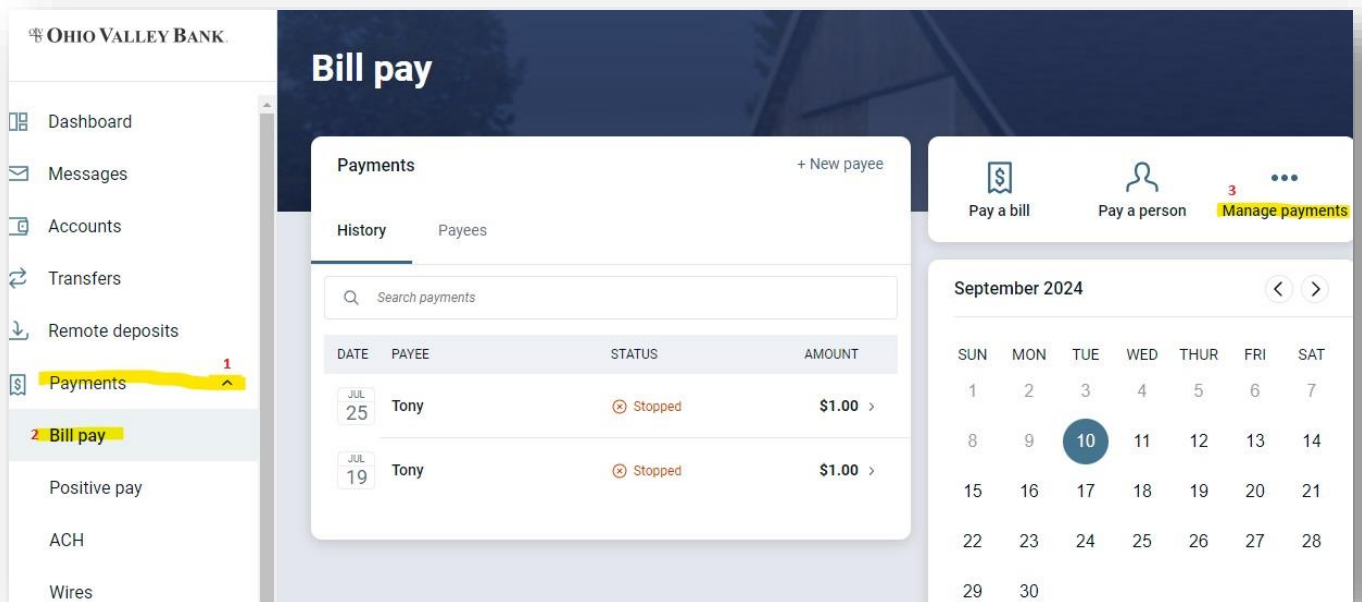 OVB OHIO VALLEY BANK.
Dashboard
Messages
Accounts
Transfers
Remote deposits
1
Payments
2 Bill pay
Positive pay
ACH
Wires
Bill pay
Payments + New payee
History Payees
Search payments
DATE PAYEE STATUS AMOUNT
JUL
25 Tony Stopped $1.00
JUL
19 Tony Stopped $1.00
3
Pay a bill Pay a person Manage payments
September 2024
SUN MON TUE WED THUR FRI SAT
1 2 3 4 5 6 7
8 9 10 11 12 13 14
15 16 17 18 19 20 21
22 23 24 25 26 27 28
29 30